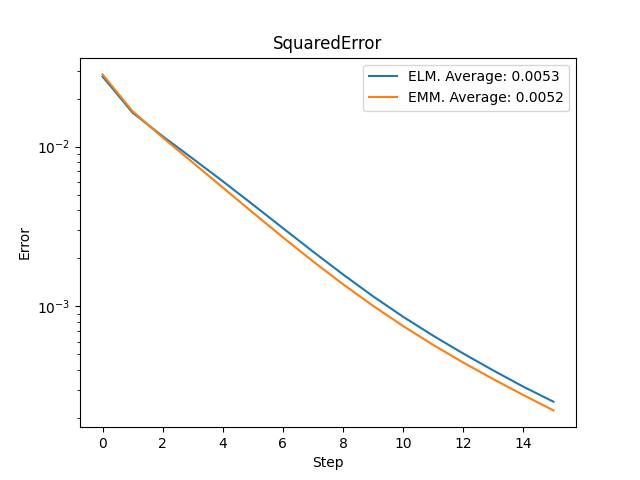 SquaredError
ELM. Average: 0.0053
EMM. Average: 0.0052
10⁻²
10⁻³
Error
0 2 4 6 8 10 12 14
Step